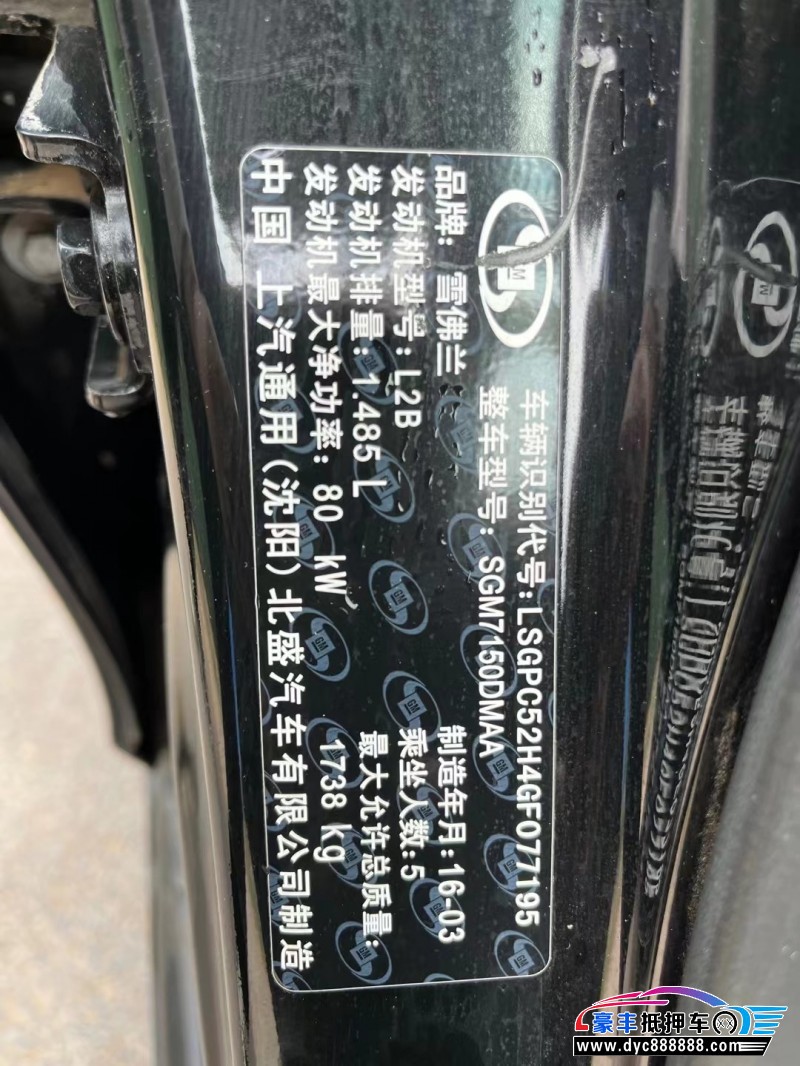 GM
车辆识别代号:LSGPC52H4GF077195
整车型号: SGM7150DMAA
品牌: 雪佛兰
制造年月:16-03
发动机型号:L2B
乘坐人数:5
发动机排量:1.485 L
最大允许总质量:
发动机最大净功率: 80 kW
1738 kg
中国 上汽通用(沈阳)北盛汽车有限公司制造
豪丰抵押车
www.dyc888888.com